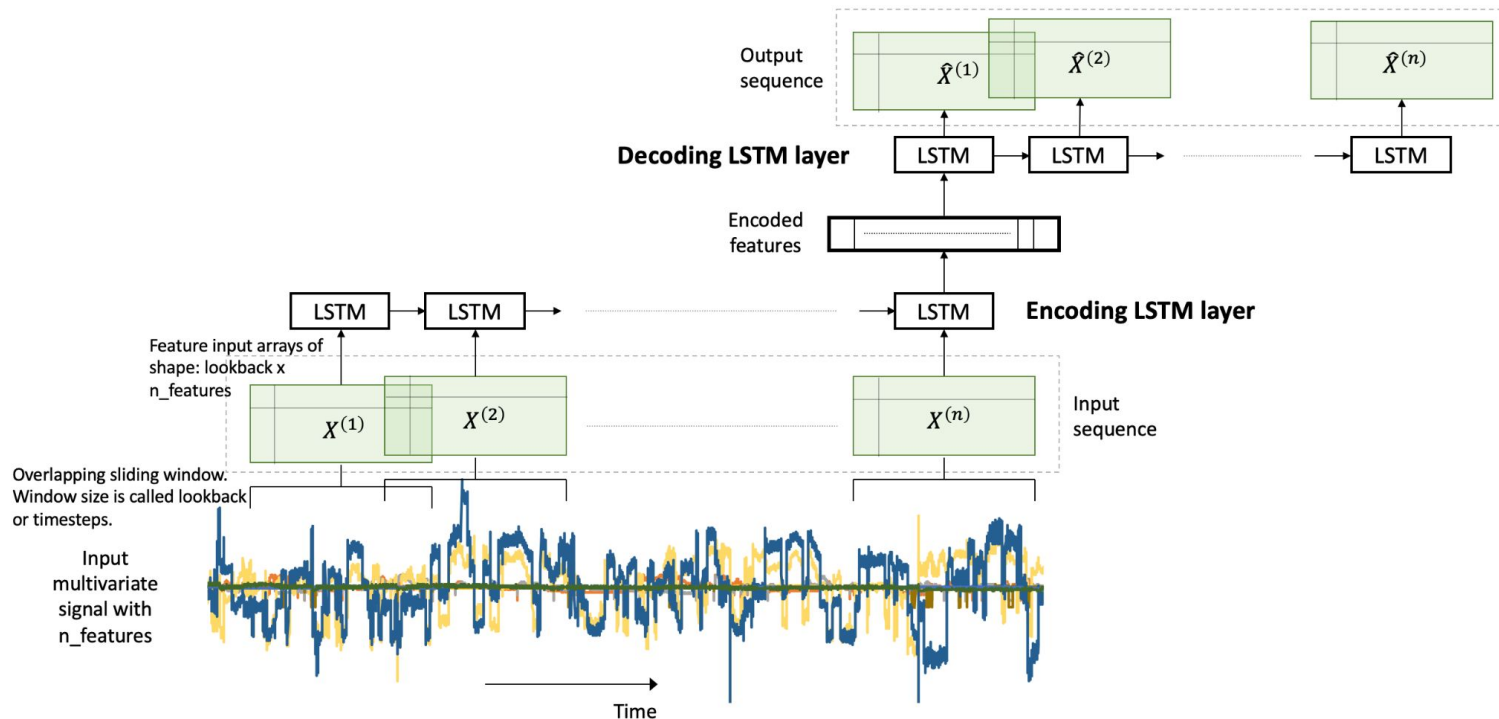 Output
sequence
X̂⁽¹⁾
X̂⁽²⁾
X̂⁽ⁿ⁾
Decoding LSTM layer
LSTM
LSTM
LSTM
Encoded
features
LSTM
LSTM
LSTM
Encoding LSTM layer
Feature input arrays of
shape: lookback x
n_features
X⁽¹⁾
X⁽²⁾
X⁽ⁿ⁾
Input
sequence
Overlapping sliding window.
Window size is called lookback
or timesteps.
Input
multivariate
signal with
n_features
Time